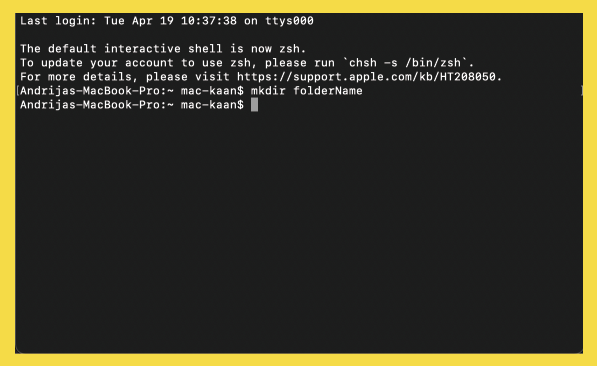 Last login: Tue Apr 19 10:37:38 on ttys000
The default interactive shell is now zsh.
To update your account to use zsh, please run `chsh -s /bin/zsh`.
For more details, please visit https://support.apple.com/kb/HT208050.
[Andrijas-MacBook-Pro:~ mac-kaan$ mkdir folderName ]
Andrijas-MacBook-Pro:~ mac-kaan$